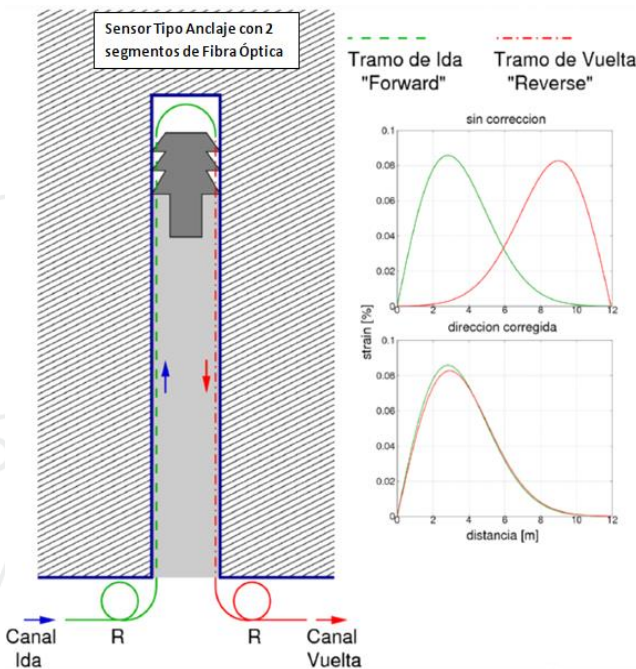 Sensor Tipo Anclaje con 2
segmentos de Fibra Óptica
Tramo de Ida
"Forward"
Tramo de Vuelta
"Reverse"
sin correccion
0.1
0.08
0.06
0.04
0.02
0
0 2 4 6 8 10 12
strain [%]
direccion corregida
0.1
0.08
0.06
0.04
0.02
0
0 2 4 6 8 10 12
distancia [m]
Canal
Ida
R
R
Canal
Vuelta